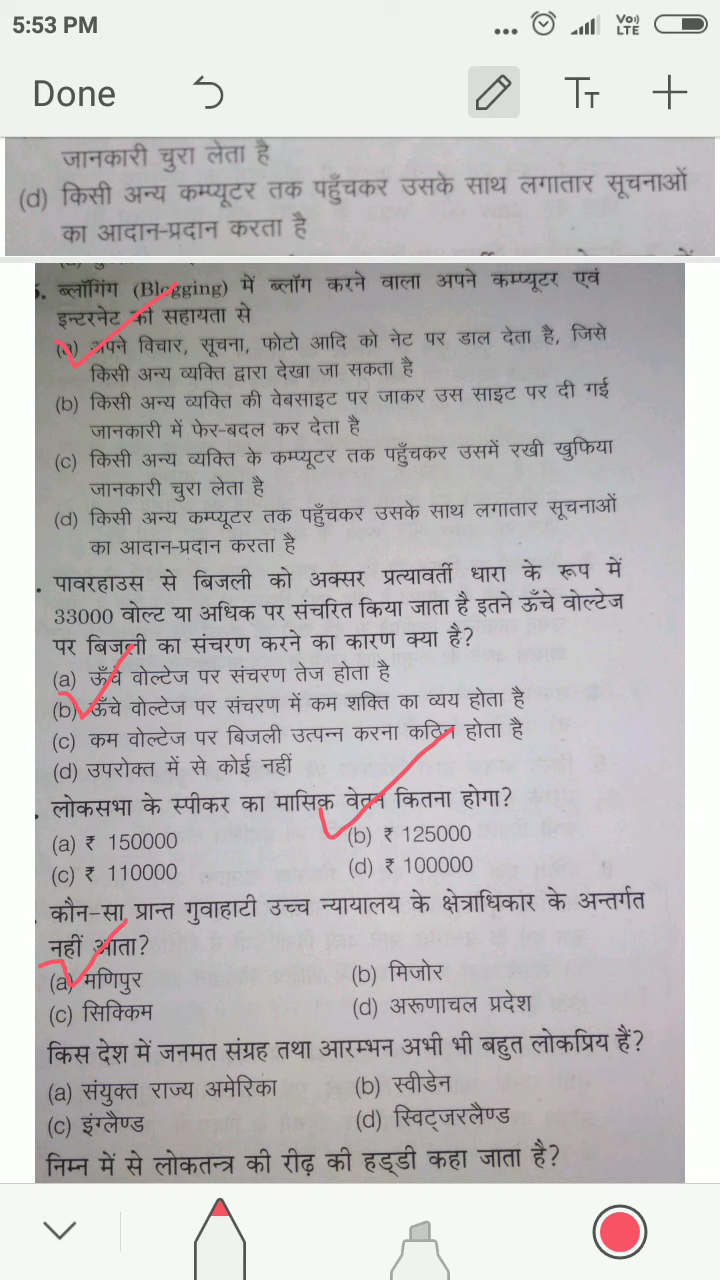 5:53 PM
Vo))
LTE
Done
TT
जानकारी चुरा लेता है
(d) किसी अन्य कम्प्यूटर तक पहुँचकर उसके साथ लगातार सूचनाओं
का आदान-प्रदान करता है
5. ब्लॉगिंग (Blogging) में ब्लॉग करने वाला अपने कम्प्यूटर एवं
इन्टरनेट की सहायता से
(a) अपने विचार, सूचना, फोटो आदि को नेट पर डाल देता है, जिसे
किसी अन्य व्यक्ति द्वारा देखा जा सकता है
(b) किसी अन्य व्यक्ति की वेबसाइट पर जाकर उस साइट पर दी गई
जानकारी में फेर-बदल कर देता है
(c) किसी अन्य व्यक्ति के कम्प्यूटर तक पहुँचकर उसमें रखी खुफिया
जानकारी चुरा लेता है
(d) किसी अन्य कम्प्यूटर तक पहुँचकर उसके साथ लगातार सूचनाओं
का आदान-प्रदान करता है
. पावरहाउस से बिजली को अक्सर प्रत्यावर्ती धारा के रूप में
33000 वोल्ट या अधिक पर संचरित किया जाता है इतने ऊँचे वोल्टेज
पर बिजली का संचरण करने का कारण क्या है?
(a) ऊँचे वोल्टेज पर संचरण तेज होता है
(b) ऊँचे वोल्टेज पर संचरण में कम शक्ति का व्यय होता है
(c) कम वोल्टेज पर बिजली उत्पन्न करना कठिन होता है
(d) उपरोक्त में से कोई नहीं
. लोकसभा के स्पीकर का मासिक वेतन कितना होगा?
(a) ₹ 150000 (b) ₹ 125000
(c) ₹ 110000 (d) ₹ 100000
. कौन-सा प्रान्त गुवाहाटी उच्च न्यायालय के क्षेत्राधिकार के अन्तर्गत
नहीं आता?
(a) मणिपुर (b) मिजोर
(c) सिक्किम (d) अरूणाचल प्रदेश
किस देश में जनमत संग्रह तथा आरम्भन अभी भी बहुत लोकप्रिय हैं?
(a) संयुक्त राज्य अमेरिका (b) स्वीडेन
(c) इंग्लैण्ड (d) स्विट्जरलैण्ड
निम्न में से लोकतन्त्र की रीढ़ की हड्डी कहा जाता है?